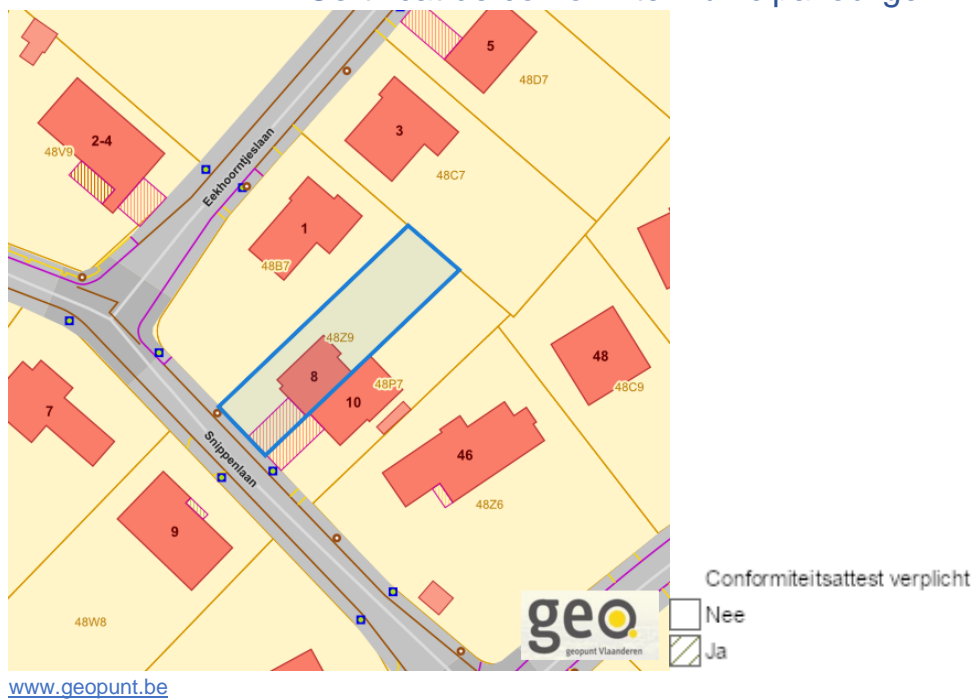 5
48D7
3
2-4
48V9
Eekhoorntjeslaan
48C7
1
48B7
48Z9
8
48P7
10
48
48C9
7
Snippenlaan
46
48Z6
9
48W8
geo.
geopunt Vlaanderen
Conformiteitsattest verplicht
Nee
Ja
www.geopunt.be